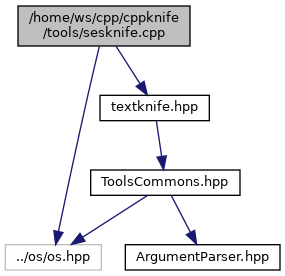 /home/ws/cpp/cppknife
/tools/sesknife.cpp
textknife.hpp
ToolsCommons.hpp
../os/os.hpp
ArgumentParser.hpp